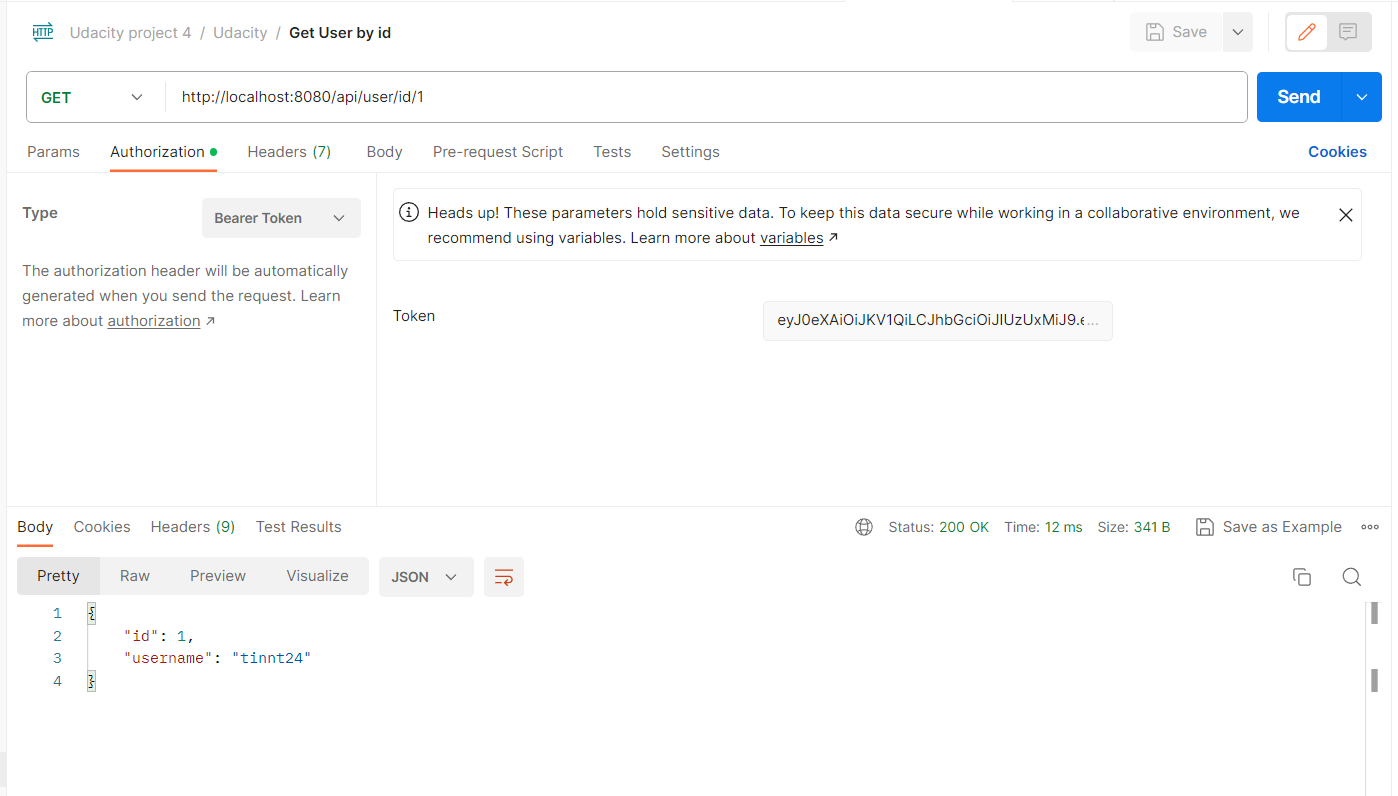 HTTP Udacity project 4 / Udacity / Get User by id Save
GET http://localhost:8080/api/user/id/1 Send
Params Authorization Headers (7) Body Pre-request Script Tests Settings Cookies
Type Bearer Token
The authorization header will be automatically
generated when you send the request. Learn
more about authorization ↗
Heads up! These parameters hold sensitive data. To keep this data secure while working in a collaborative environment, we
recommend using variables. Learn more about variables ↗
Token eyJ0eXAiOiJKV1QiLCJhbGciOiJIUzUxMiJ9.e...
Body Cookies Headers (9) Test Results Status: 200 OK Time: 12 ms Size: 341 B Save as Example
Pretty Raw Preview Visualize JSON
1 {
2 "id": 1,
3 "username": "tinnt24"
4 }